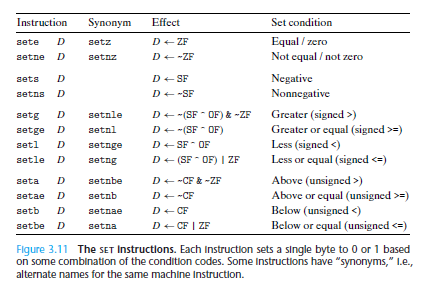 Instruction Synonym Effect Set condition
sete D setz D ← ZF Equal / zero
setne D setnz D ← ~ZF Not equal / not zero
sets D D ← SF Negative
setns D D ← ~SF Nonnegative
setg D setnle D ← ~(SF ^ OF) & ~ZF Greater (signed >)
setge D setnl D ← ~(SF ^ OF) Greater or equal (signed >=)
setl D setnge D ← SF ^ OF Less (signed <)
setle D setng D ← (SF ^ OF) | ZF Less or equal (signed <=)
seta D setnbe D ← ~CF & ~ZF Above (unsigned >)
setae D setnb D ← ~CF Above or equal (unsigned >=)
setb D setnae D ← CF Below (unsigned <)
setbe D setna D ← CF | ZF Below or equal (unsigned <=)
Figure 3.11 The SET instructions. Each instruction sets a single byte to 0 or 1 based
on some combination of the condition codes. Some instructions have “synonyms,” i.e.,
alternate names for the same machine instruction.